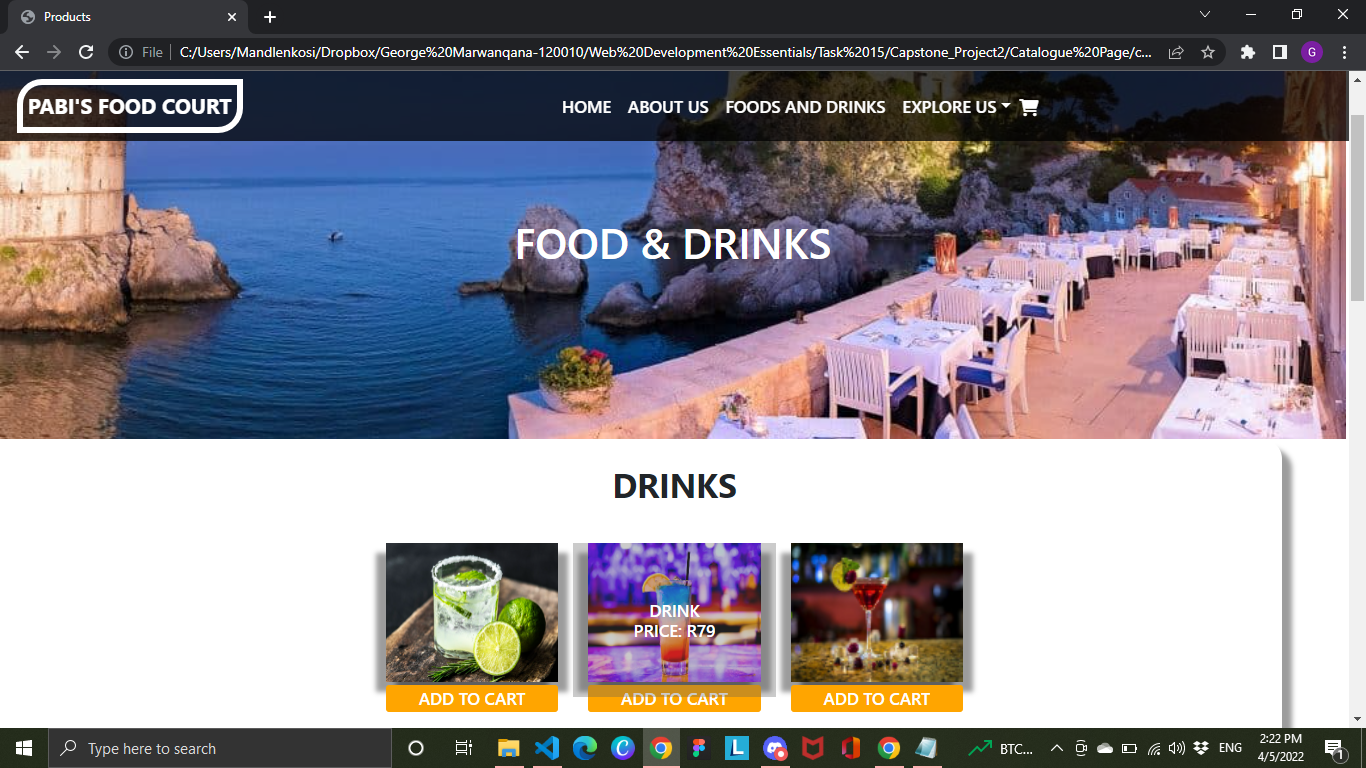 Products
File
C:/Users/Mandlenkosi/Dropbox/George%20Marwanqana-120010/Web%20Development%20Essentials/Task%2015/Capstone_Project2/Catalogue%20Page/c...
G
PABI'S FOOD COURT
HOME
ABOUT US
FOODS AND DRINKS
EXPLORE US
FOOD & DRINKS
DRINKS
DRINK
PRICE: R79
ADD TO CART
ADD TO CART
ADD TO CART
Type here to search
L
BTC...
ENG
2:22 PM
4/5/2022
1